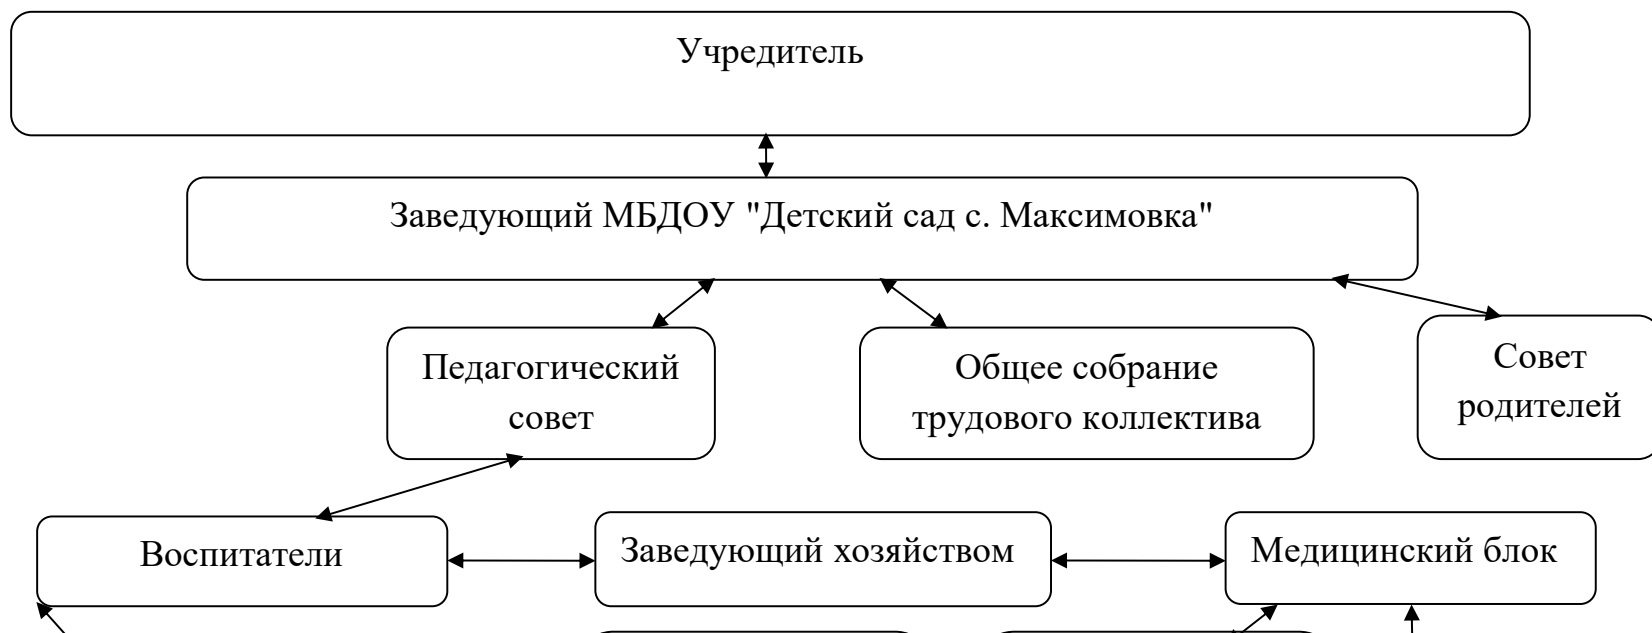 Учредитель
Заведующий МБДОУ "Детский сад с. Максимовка"
Педагогический
совет
Общее собрание
трудового коллектива
Совет
родителей
Воспитатели
Заведующий хозяйством
Медицинский блок